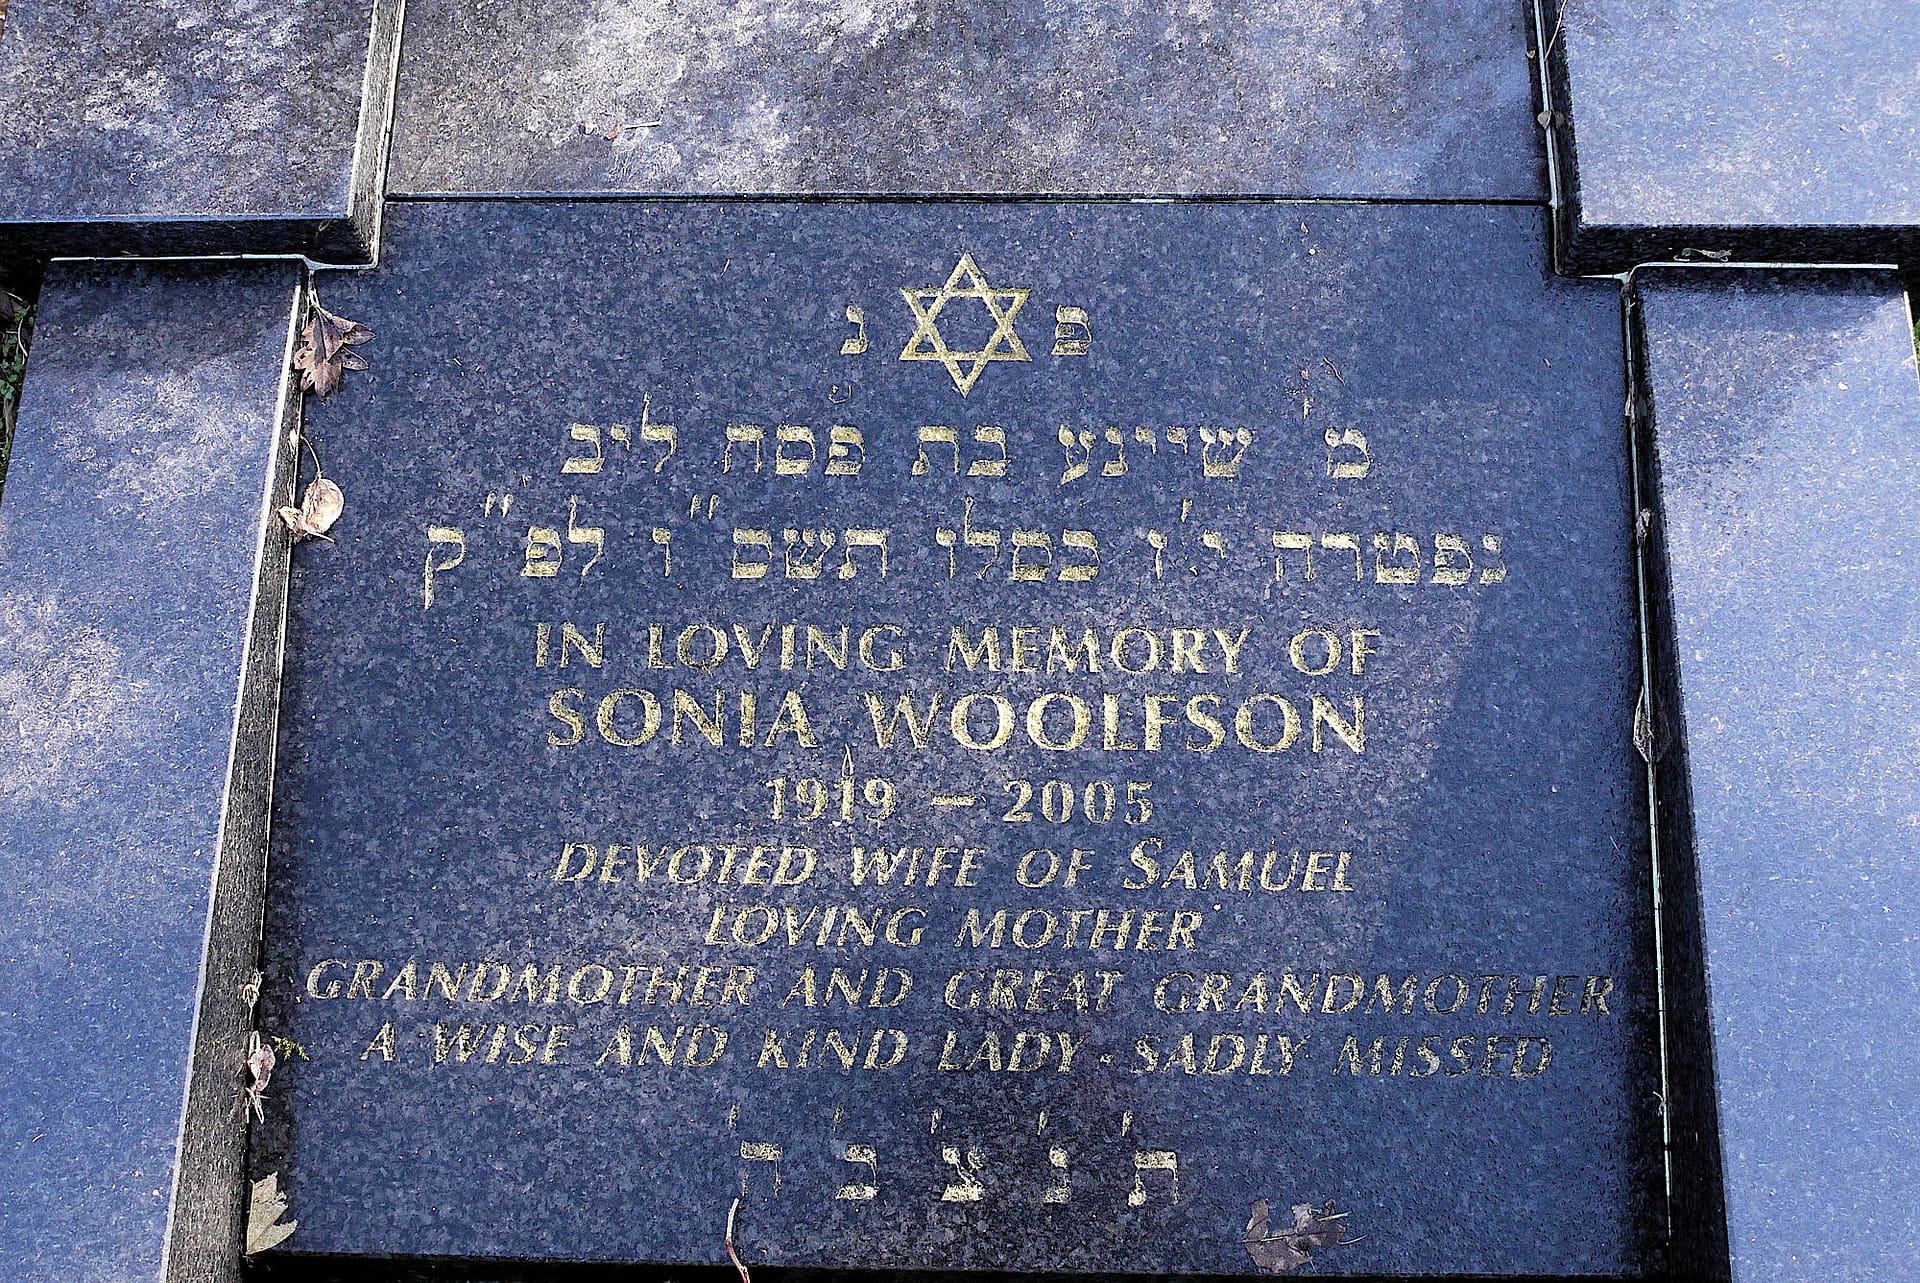 פ נ
מ' שיינע בת פסח ליב
נפטרה י'ו כסלו תשס"ו לפ"ק
IN LOVING MEMORY OF
SONIA WOOLFSON
1919 – 2005
DEVOTED WIFE OF SAMUEL
LOVING MOTHER
GRANDMOTHER AND GREAT GRANDMOTHER
A WISE AND KIND LADY · SADLY MISSED
ת' נ' צ' ב' ה'